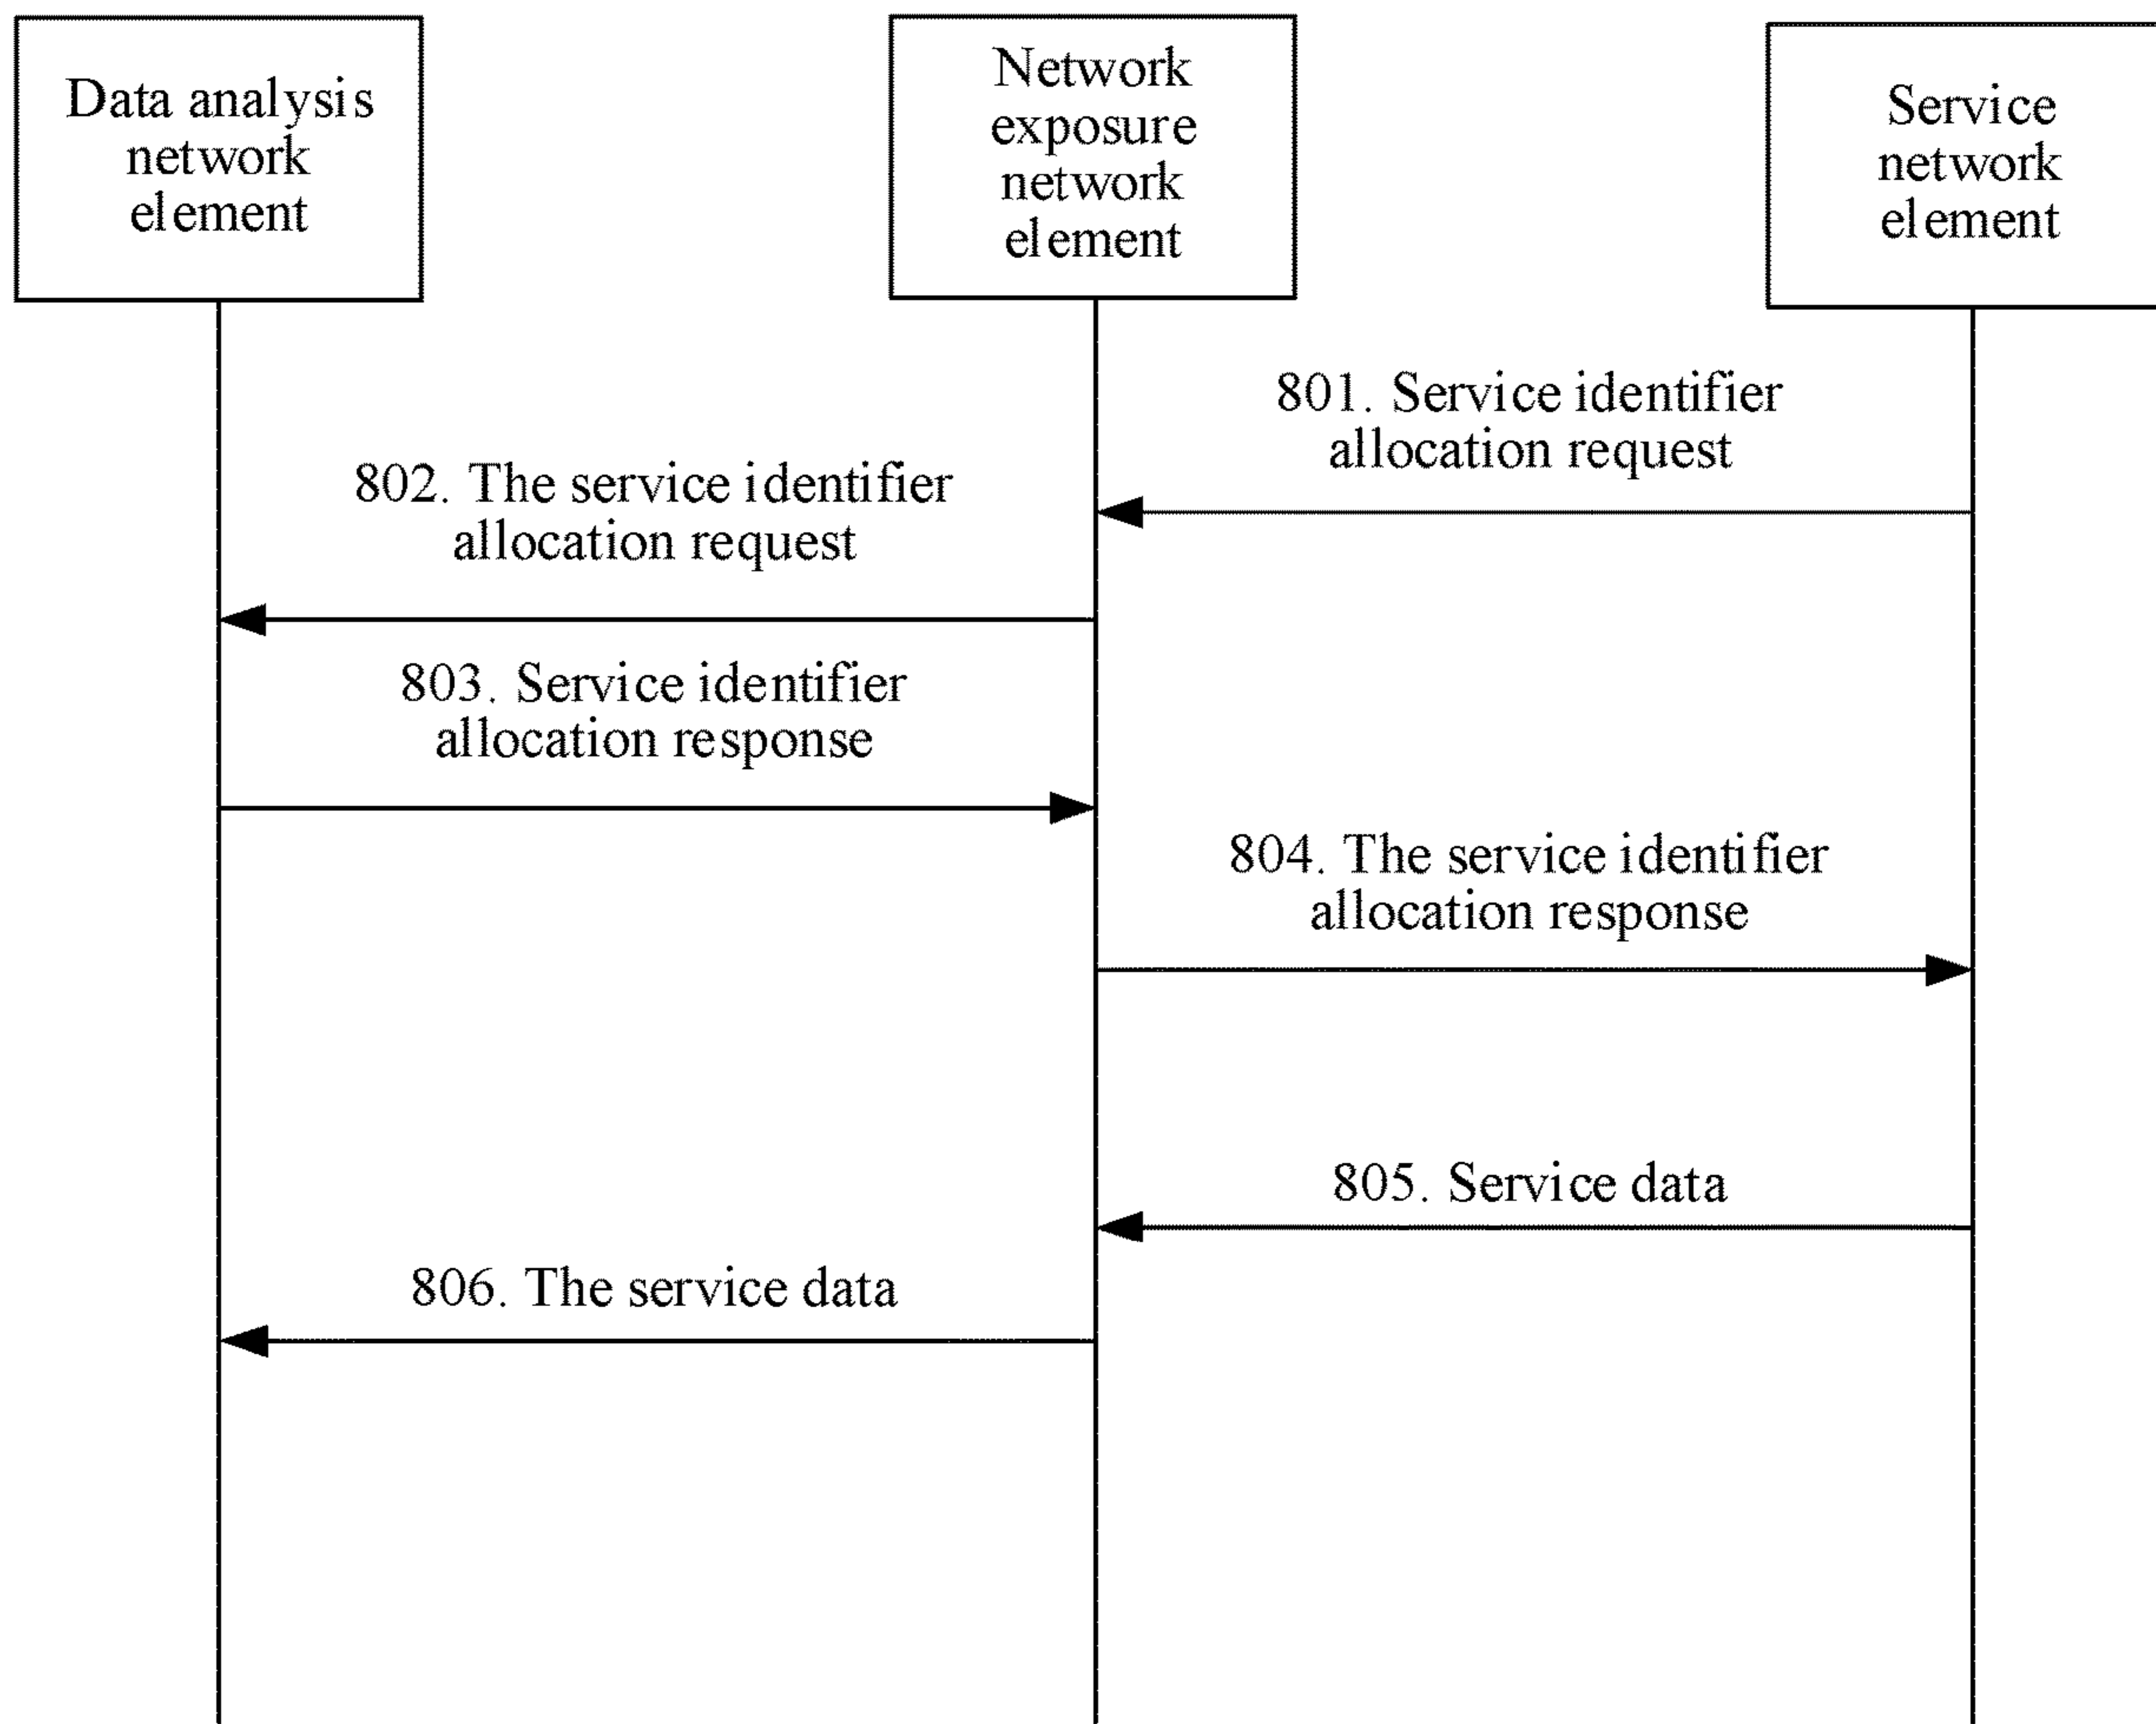 Data analysis
network
element
Network
exposure
network
element
Service
network
element
801. Service identifier
allocation request
802. The service identifier
allocation request
803. Service identifier
allocation response
804. The service identifier
allocation response
805. Service data
806. The service data